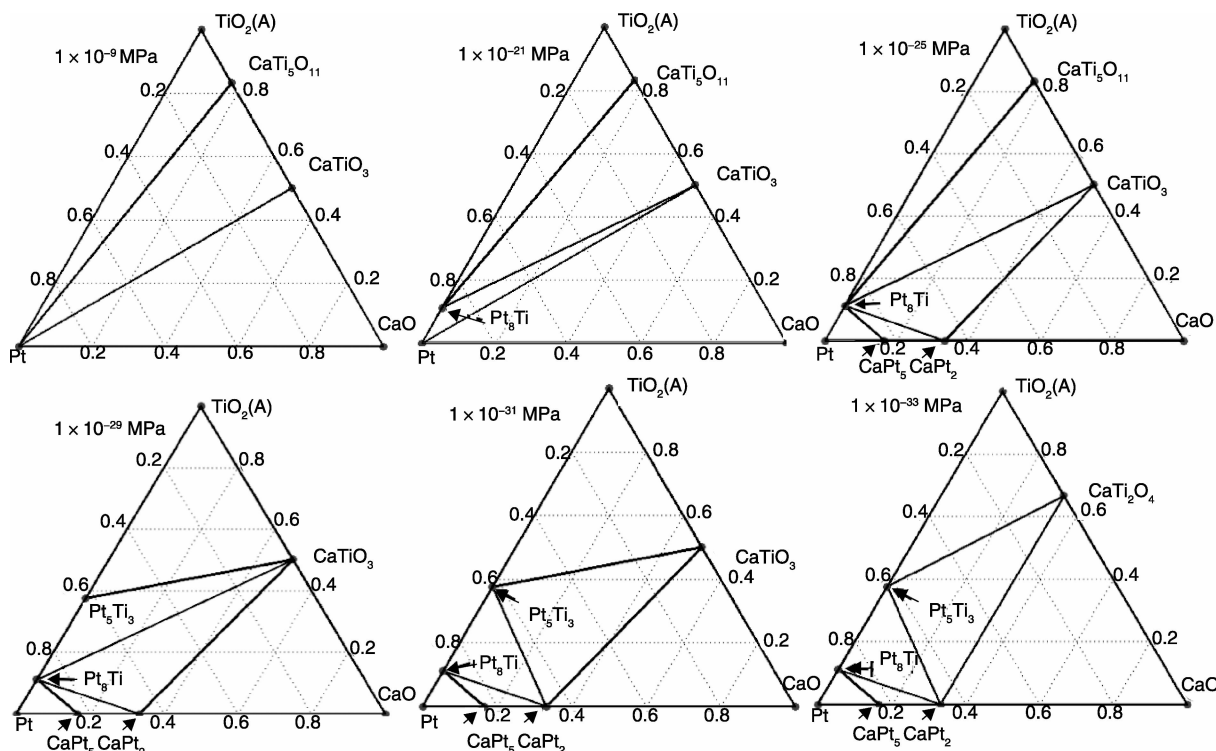 TiO₂(A)
1 × 10⁻⁹ MPa
CaTi₅O₁₁
0.2
0.8
0.4
0.6
CaTiO₃
0.6
0.4
0.8
0.2
CaO
Pt
0.2
0.4
0.6
0.8
TiO₂(A)
1 × 10⁻²¹ MPa
CaTi₅O₁₁
0.2
0.8
0.4
0.6
CaTiO₃
0.6
0.4
0.8
0.2
Pt₈Ti
CaO
Pt
0.2
0.4
0.6
0.8
TiO₂(A)
1 × 10⁻²⁵ MPa
CaTi₅O₁₁
0.2
0.8
0.4
0.6
CaTiO₃
0.6
0.4
0.8
0.2
Pt₈Ti
CaO
Pt
0.2
0.4
0.6
0.8
CaPt₅ CaPt₂
TiO₂(A)
1 × 10⁻²⁹ MPa
0.2
0.8
0.4
0.6
CaTiO₃
0.6
0.4
Pt₅Ti₃
0.8
0.2
Pt₈Ti
CaO
Pt
0.2
0.4
0.6
0.8
CaPt₅ CaPt₂
TiO₂(A)
1 × 10⁻³¹ MPa
0.2
0.8
0.4
0.6
CaTiO₃
0.6
0.4
Pt₅Ti₃
0.8
0.2
Pt₈Ti
CaO
Pt
0.2
0.4
0.6
0.8
CaPt₅ CaPt₂
TiO₂(A)
1 × 10⁻³³ MPa
0.2
0.8
CaTi₂O₄
0.4
0.6
0.6
0.4
Pt₅Ti₃
0.8
0.2
Pt₈Ti
CaO
Pt
0.2
0.4
0.6
0.8
CaPt₅ CaPt₂